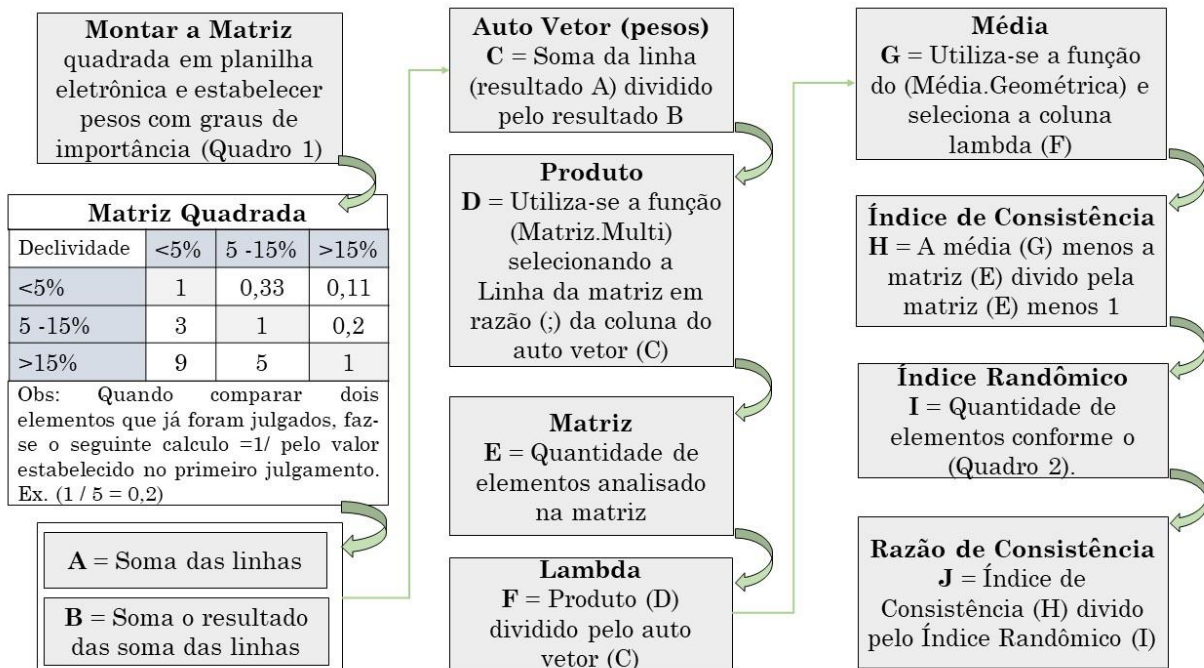 Montar a Matriz
quadrada em planilha
eletrônica e estabelecer
pesos com graus de
importância (Quadro 1)
Matriz Quadrada
Declividade <5% 5 -15% >15%
<5% 1 0,33 0,11
5 -15% 3 1 0,2
>15% 9 5 1
Obs: Quando comparar dois
elementos que já foram julgados, faz-
se o seguinte calculo =1/ pelo valor
estabelecido no primeiro julgamento.
Ex. (1 / 5 = 0,2)
A = Soma das linhas
B = Soma o resultado
das soma das linhas
Auto Vetor (pesos)
C = Soma da linha
(resultado A) dividido
pelo resultado B
Produto
D = Utiliza-se a função
(Matriz.Multi)
selecionando a
Linha da matriz em
razão (;) da coluna do
auto vetor (C)
Matriz
E = Quantidade de
elementos analisado
na matriz
Lambda
F = Produto (D)
dividido pelo auto
vetor (C)
Média
G = Utiliza-se a função
do (Média.Geométrica) e
seleciona a coluna
lambda (F)
Índice de Consistência
H = A média (G) menos a
matriz (E) divido pela
matriz (E) menos 1
Índice Randômico
I = Quantidade de
elementos conforme o
(Quadro 2).
Razão de Consistência
J = Índice de
Consistência (H) divido
pelo Índice Randômico (I)